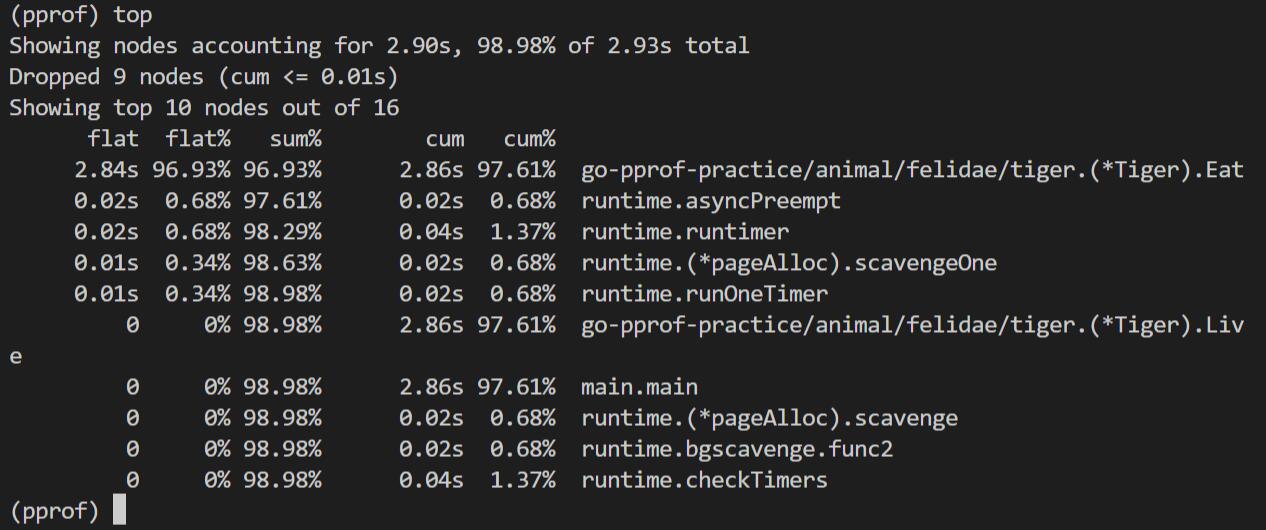 (pprof) top
Showing nodes accounting for 2.90s, 98.98% of 2.93s total
Dropped 9 nodes (cum <= 0.01s)
Showing top 10 nodes out of 16
      flat  flat%   sum%        cum   cum%
     2.84s 96.93% 96.93%      2.86s 97.61%  go-pprof-practice/animal/felidae/tiger.(*Tiger).Eat
     0.02s  0.68% 97.61%      0.02s  0.68%  runtime.asyncPreempt
     0.02s  0.68% 98.29%      0.04s  1.37%  runtime.runtimer
     0.01s  0.34% 98.63%      0.02s  0.68%  runtime.(*pageAlloc).scavengeOne
     0.01s  0.34% 98.98%      0.02s  0.68%  runtime.runOneTimer
         0     0% 98.98%      2.86s 97.61%  go-pprof-practice/animal/felidae/tiger.(*Tiger).Liv
e
         0     0% 98.98%      2.86s 97.61%  main.main
         0     0% 98.98%      0.02s  0.68%  runtime.(*pageAlloc).scavenge
         0     0% 98.98%      0.02s  0.68%  runtime.bgscavenge.func2
         0     0% 98.98%      0.04s  1.37%  runtime.checkTimers
(pprof)